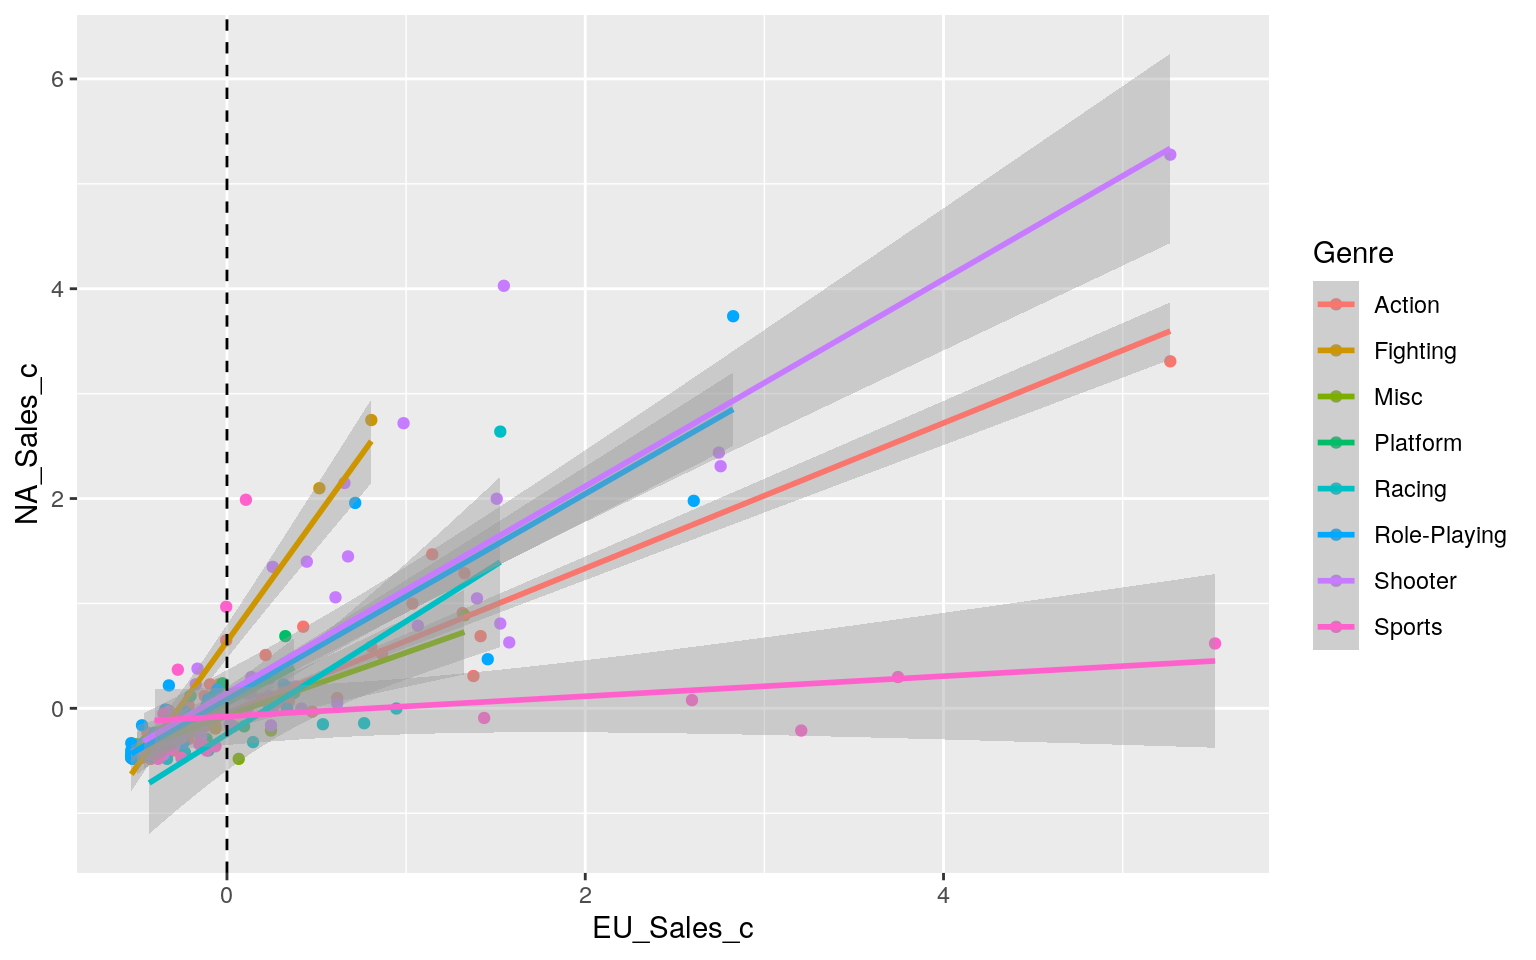 6
4
2
0
NA_Sales_c
0
2
4
EU_Sales_c
Genre
Action
Fighting
Misc
Platform
Racing
Role-Playing
Shooter
Sports